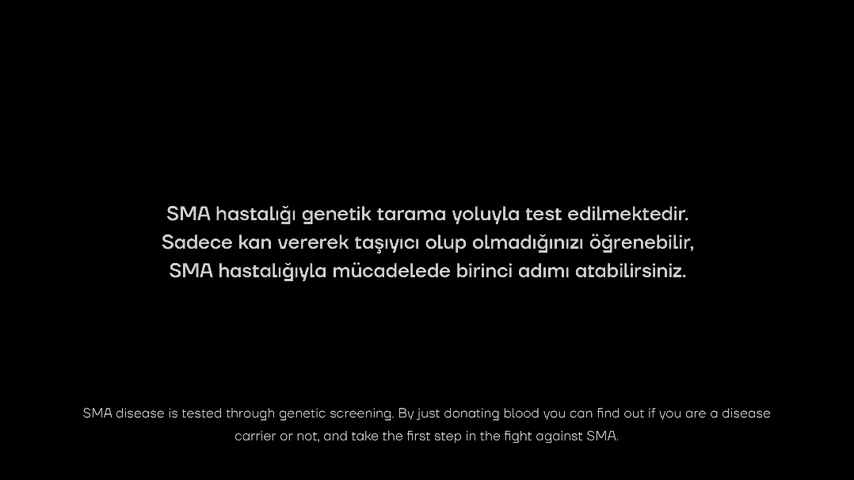 SMA hastalığı genetik tarama yoluyla test edilmektedir.
Sadece kan vererek taşıyıcı olup olmadığınızı öğrenebilir,
SMA hastalığıyla mücadelede birinci adımı atabilirsiniz.
SMA disease is tested through genetic screening. By just donating blood you can find out if you are a disease
carrier or not, and take the first step in the fight against SMA.